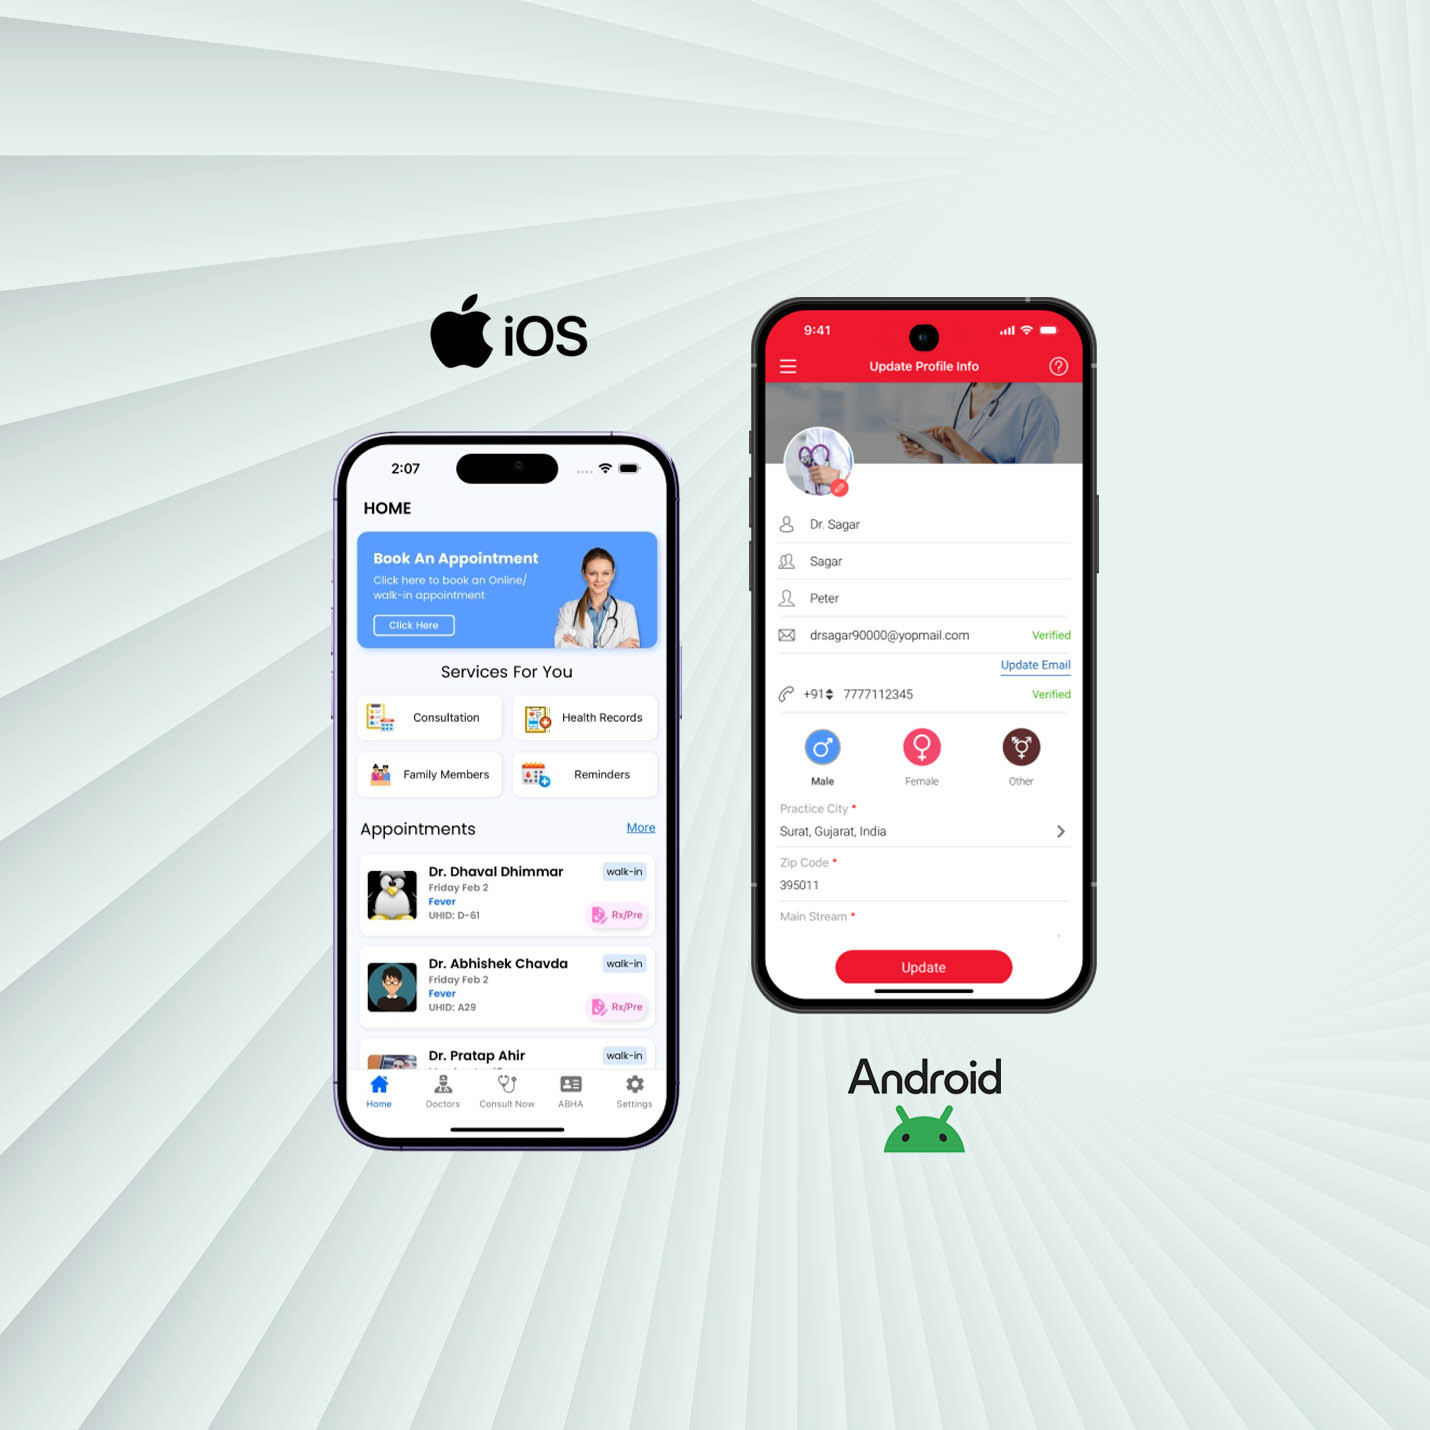 iOS
2:07
HOME
Book An Appointment
Click here to book an Online/
walk-in appointment
Click Here
Services For You
Consultation
Health Records
Family Members
Reminders
Appointments
More
Dr. Dhaval Dhimmar
walk-in
Friday Feb 2
Fever
UHID: D-61
Rx/Pre
Dr. Abhishek Chavda
walk-in
Friday Feb 2
Fever
UHID: A29
Rx/Pre
Dr. Pratap Ahir
walk-in
Home
Doctors
Consult Now
ABHA
Settings
9:41
Update Profile Info
Dr. Sagar
Sagar
Peter
drsagar90000@yopmail.com
Verified
Update Email
+91
7777112345
Verified
Male
Female
Other
Practice City *
Surat, Gujarat, India
Zip Code *
395011
Main Stream *
Update
Android